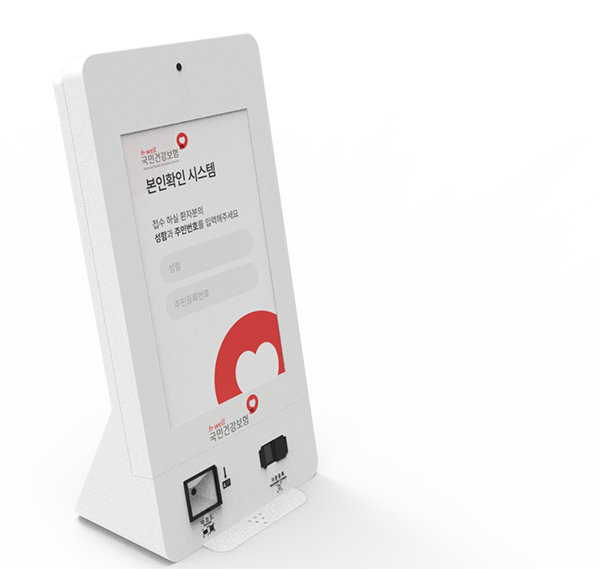 h-well
국민건강보험
본인확인 시스템
접수 하실 환자분의
성함과 주민번호를 입력해주세요
성함
주민등록번호
h-well
국민건강보험